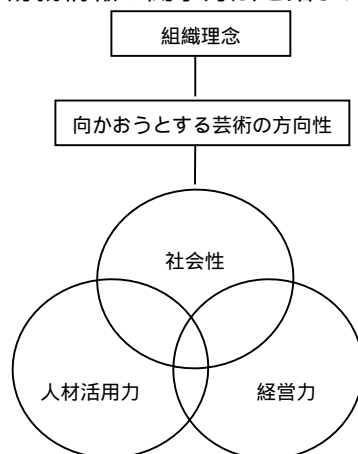 組織理念
向かおうとする芸術の方向性
社会性
人材活用力
経営力